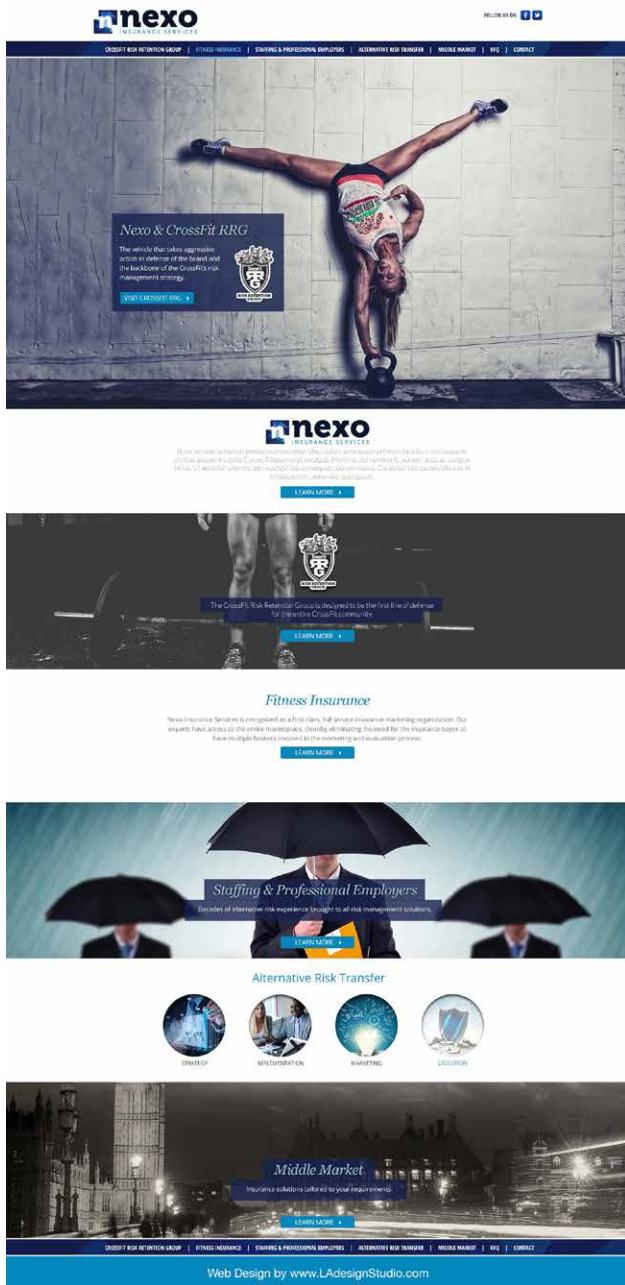 nexo
INSURANCE SERVICES
FOLLOW US ON
CROSSFIT RISK RETENTION GROUP | FITNESS INSURANCE | STAFFING & PROFESSIONAL EMPLOYERS | ALTERNATIVE RISK TRANSFER | MIDDLE MARKET | RFQ | CONTACT
Nexo & CrossFit RRG
The vehicle that takes aggressive
action in defense of the brand and
the backbone of the CrossFit's risk
management strategy.
RRG
RISK RETENTION
VISIT CROSSFIT RRG
nexo
INSURANCE SERVICES
LEARN MORE
RRG
RISK RETENTION
The CrossFit Risk Retention Group is designed to be the first line of defense
for the entire CrossFit community.
LEARN MORE
Fitness Insurance
Nexo Insurance Services is recognized as a first class, full service insurance marketing organization. Our
experts have access to the entire marketplace, thereby eliminating the need for the insurance buyer to
have multiple brokers involved in the marketing and evaluation process.
LEARN MORE
Staffing & Professional Employers
Decades of alternative risk experience brought to all risk management solutions.
LEARN MORE
Alternative Risk Transfer
STRATEGY IMPLEMENTATION MARKETING EXECUTION
Middle Market
Insurance solutions tailored to your requirements.
LEARN MORE
CROSSFIT RISK RETENTION GROUP | FITNESS INSURANCE | STAFFING & PROFESSIONAL EMPLOYERS | ALTERNATIVE RISK TRANSFER | MIDDLE MARKET | RFQ | CONTACT
Web Design by www.LAdesignStudio.com